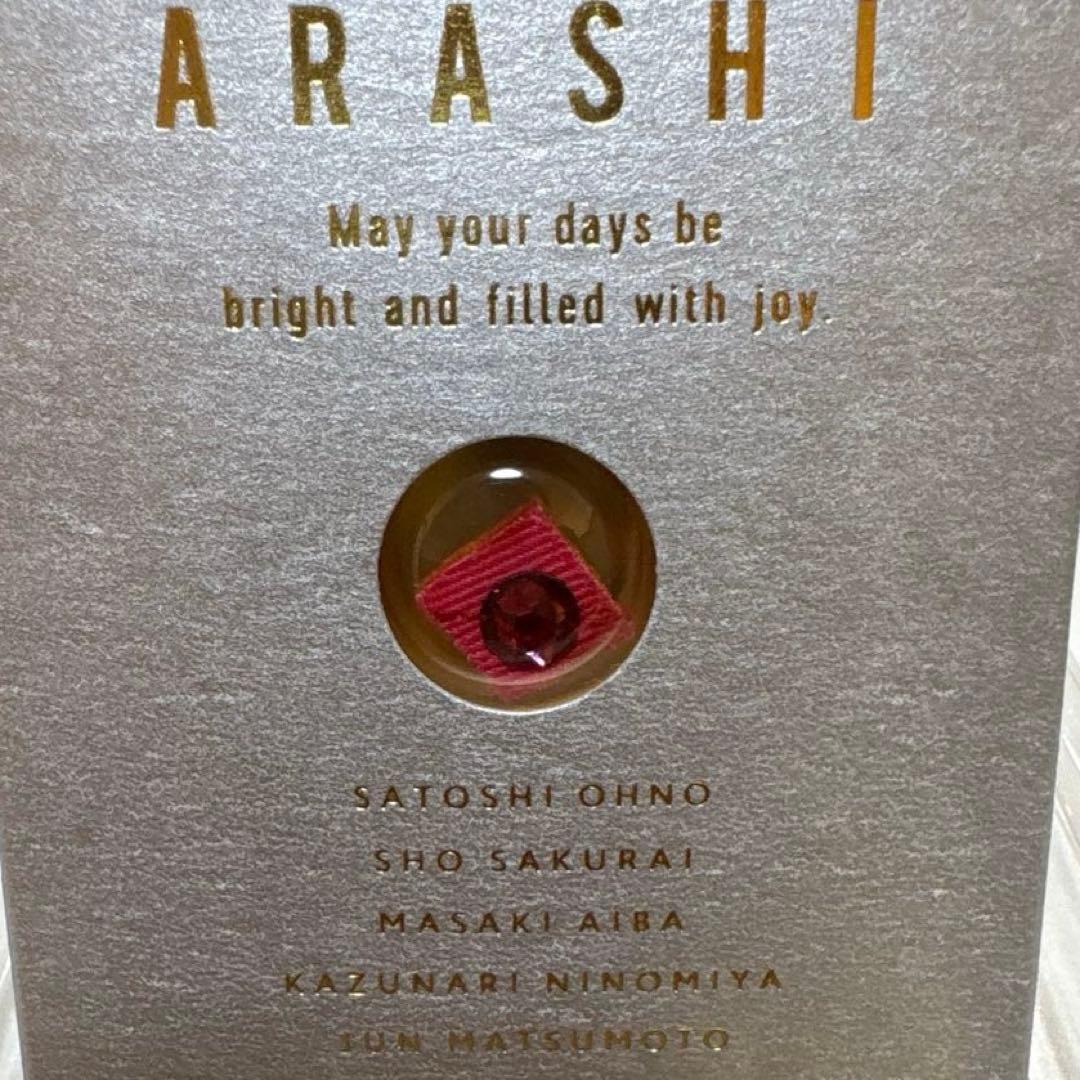 ARASHI
May your days be
bright and filled with joy.
SATOSHI OHNO
SHO SAKURAI
MASAKI AIBA
KAZUNARI NINOMIYA
JUN MATSUMOTO